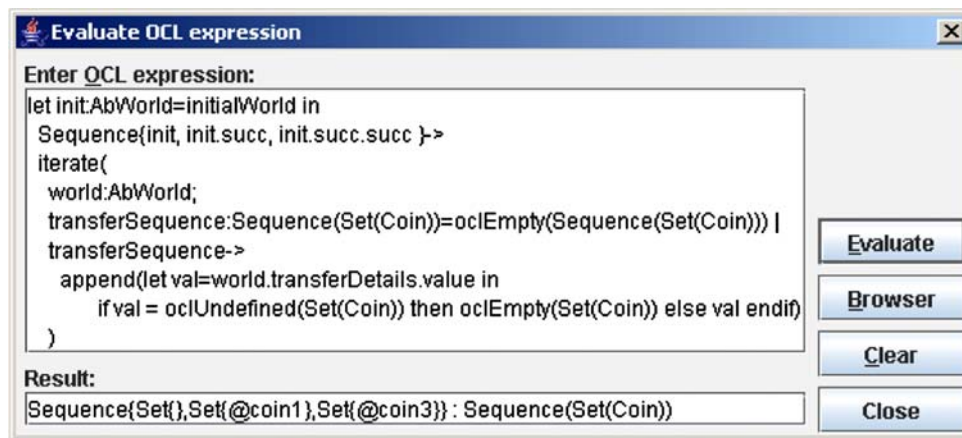 Evaluate OCL expression
Enter OCL expression:
let init:AbWorld=initialWorld in
Sequence{init, init.succ, init.succ.succ }->
iterate(
world:AbWorld;
transferSequence:Sequence(Set(Coin))=oclEmpty(Sequence(Set(Coin))) |
transferSequence->
append(let val=world.transferDetails.value in
if val = oclUndefined(Set(Coin)) then oclEmpty(Set(Coin)) else val endif)
)
Evaluate
Browser
Clear
Result:
Sequence{Set{},Set{@coin1},Set{@coin3}} : Sequence(Set(Coin))
Close